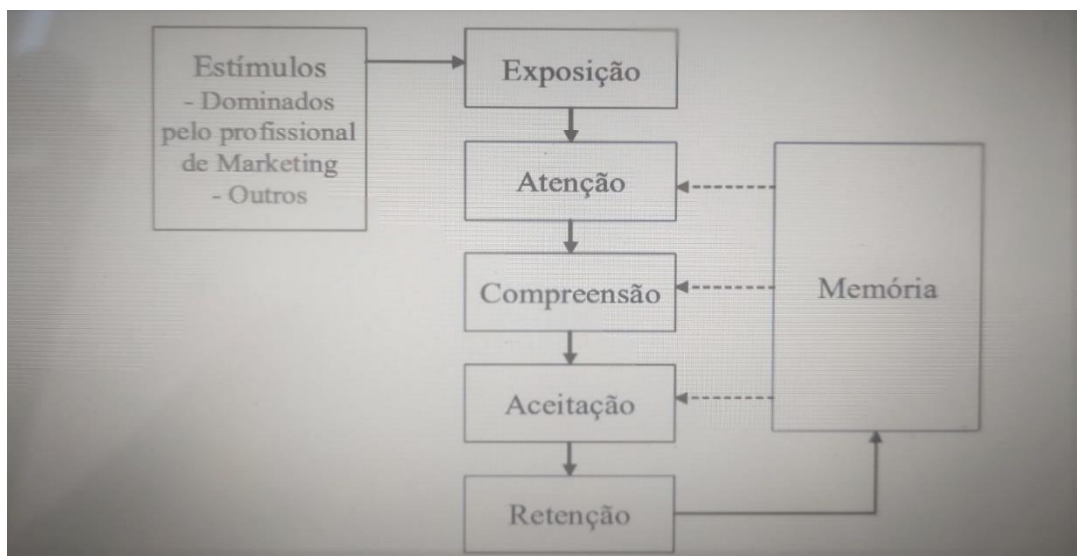 Estímulos
- Dominados
pelo profissional
de Marketing
- Outros
Exposição
Atenção
Compreensão
Memória
Aceitação
Retenção